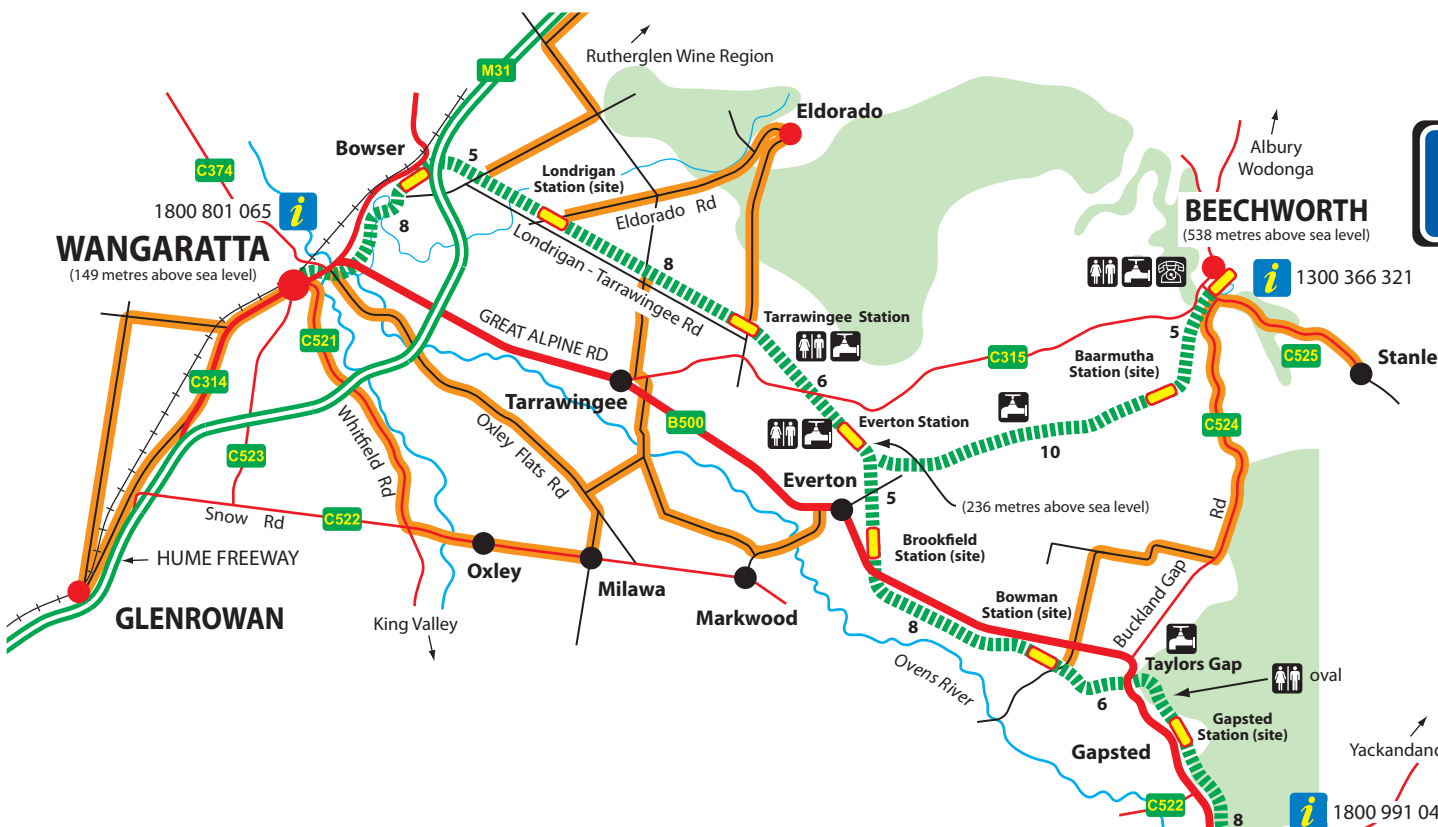 M31
Rutherglen Wine Region
Eldorado
Bowser
5
Londrigan
Station (site)
Albury
Wodonga
C374
1800 801 065
i
8
Eldorado Rd
BEECHWORTH
(538 metres above sea level)
WANGARATTA
(149 metres above sea level)
Londrigan - Tarrawingee Rd
8
i
1300 366 321
Tarrawingee Station
GREAT ALPINE RD
C521
5
Baarmutha
Station (site)
C315
C525
Stanle
C314
6
Tarrawingee
Whitfield Rd
Oxley Flats Rd
B500
Everton Station
C524
C523
10
Everton
5
(236 metres above sea level)
Snow Rd
C522
Rd
HUME FREEWAY
Oxley
Brookfield
Station (site)
Milawa
Markwood
Bowman
Station (site)
Buckland Gap
GLENROWAN
King Valley
8
Ovens River
Taylors Gap
oval
6
Gapsted
Station (site)
Gapsted
Yackandand
C522
8
i
1800 991 04